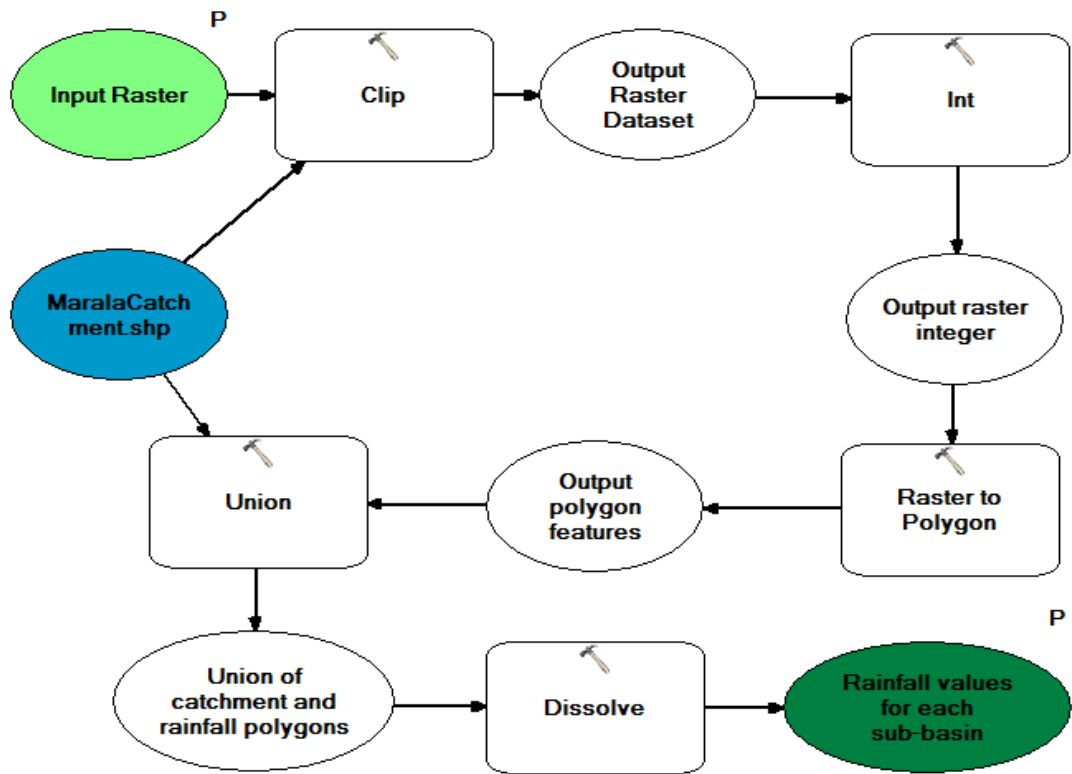 P
Input Raster
Clip
Output
Raster
Dataset
Int
MaralaCatch
ment.shp
Output raster
integer
Union
Output
polygon
features
Raster to
Polygon
P
Union of
catchment and
rainfall polygons
Dissolve
Rainfall values
for each
sub-basin